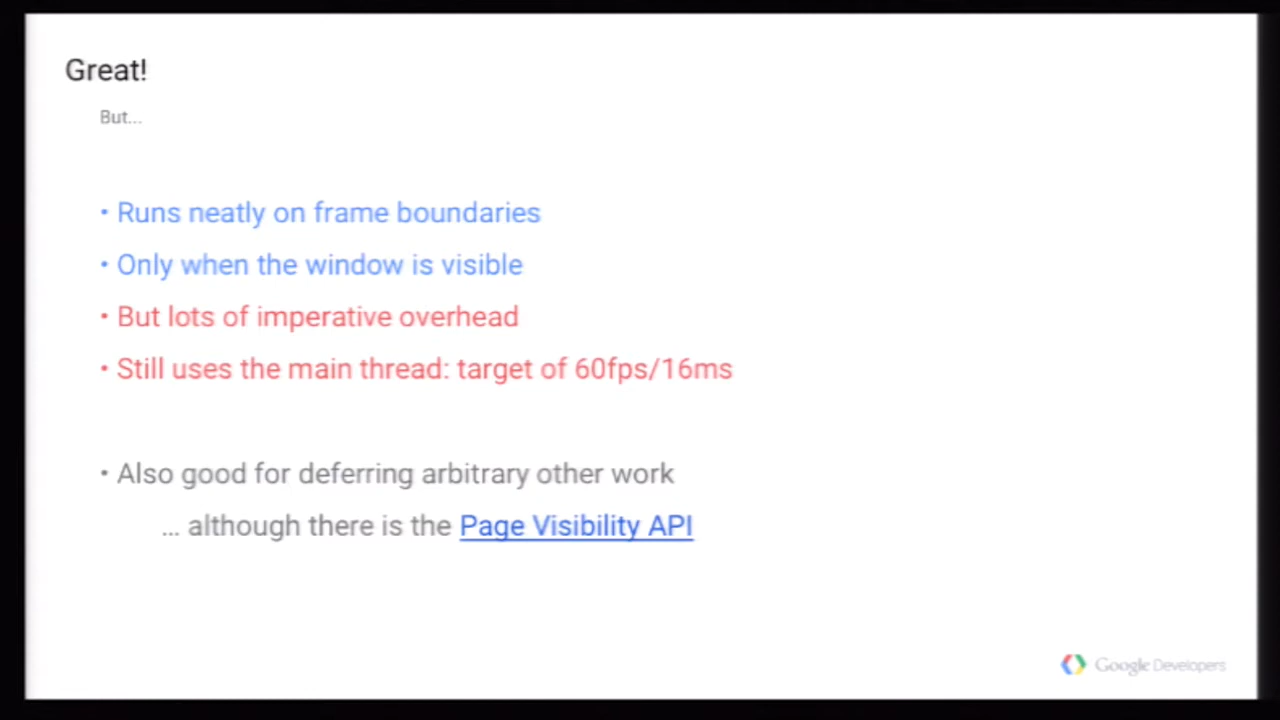 Great!
But...
• Runs neatly on frame boundaries
• Only when the window is visible
• But lots of imperative overhead
• Still uses the main thread: target of 60fps/16ms
• Also good for deferring arbitrary other work
... although there is the Page Visibility API
Google Developers